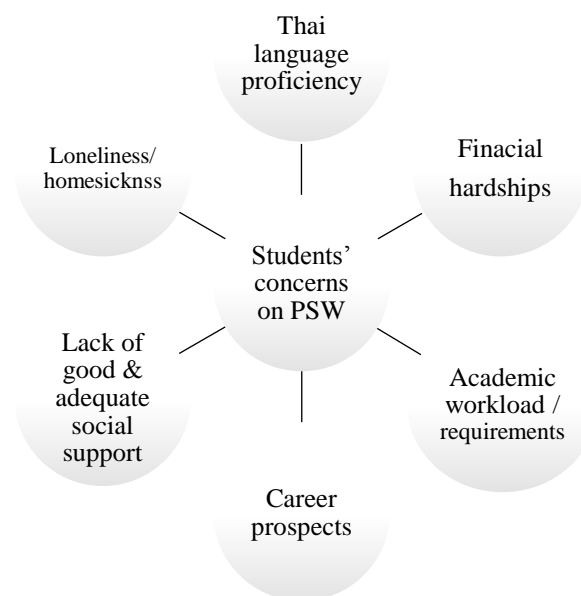 Thai
language
proficiency
Loneliness/
homesicknss
Finacial
hardships
Students’
concerns
on PSW
Lack of
good &
adequate
social
support
Academic
workload /
requirements
Career
prospects